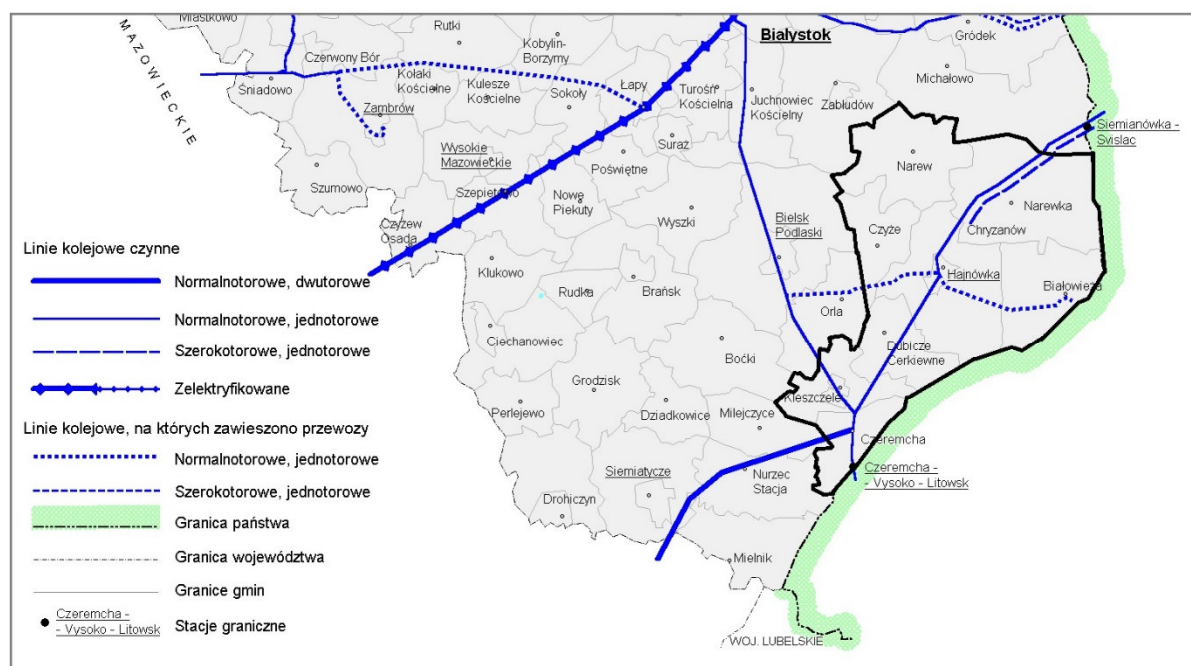 Miastkowo
MAZOWIECKIE
Rutki
Kobylin-
Borzymy
Białystok
Gródek
Czerwony Bór
Śniadowo
Kołaki
Kościelne
Kulesze
Kościelne
Łapy
Turośń
Kościelna
Juchnowiec
Kościelny
Michałowo
Zabłudów
Zambrów
Sokoły
Siemianówka -
Svislac
Wysokie
Mazowieckie
Suraż
Poświętne
Narew
Szumowo
Szepietowo
Nowe
Piekuty
Wyszki
Narewka
Czyżew
Osada
Bielsk
Podlaski
Czyże
Chryzanów
Linie kolejowe czynne
Klukowo
Hajnówka
Normalnotorowe, dwutorowe
Rudka
Brańsk
Orla
Białowieża
Normalnotorowe, jednotorowe
Ciechanowiec
Dubicze
Cerkiewne
Szerokotorowe, jednotorowe
Boćki
Zelektryfikowane
Grodzisk
Kleszczele
Perlejewo
Dziadkowice
Milejczyce
Linie kolejowe, na których zawieszono przewozy
Czeremcha
Normalnotorowe, jednotorowe
Siemiatycze
Nurzec
Stacja
Czeremcha -
- Vysoko - Litowsk
Szerokotorowe, jednotorowe
Drohiczyn
Granica państwa
Granica województwa
Mielnik
Granice gmin
Czeremcha -
- Vysoko - Litowsk
Stacje graniczne
WOJ. LUBELSKIE